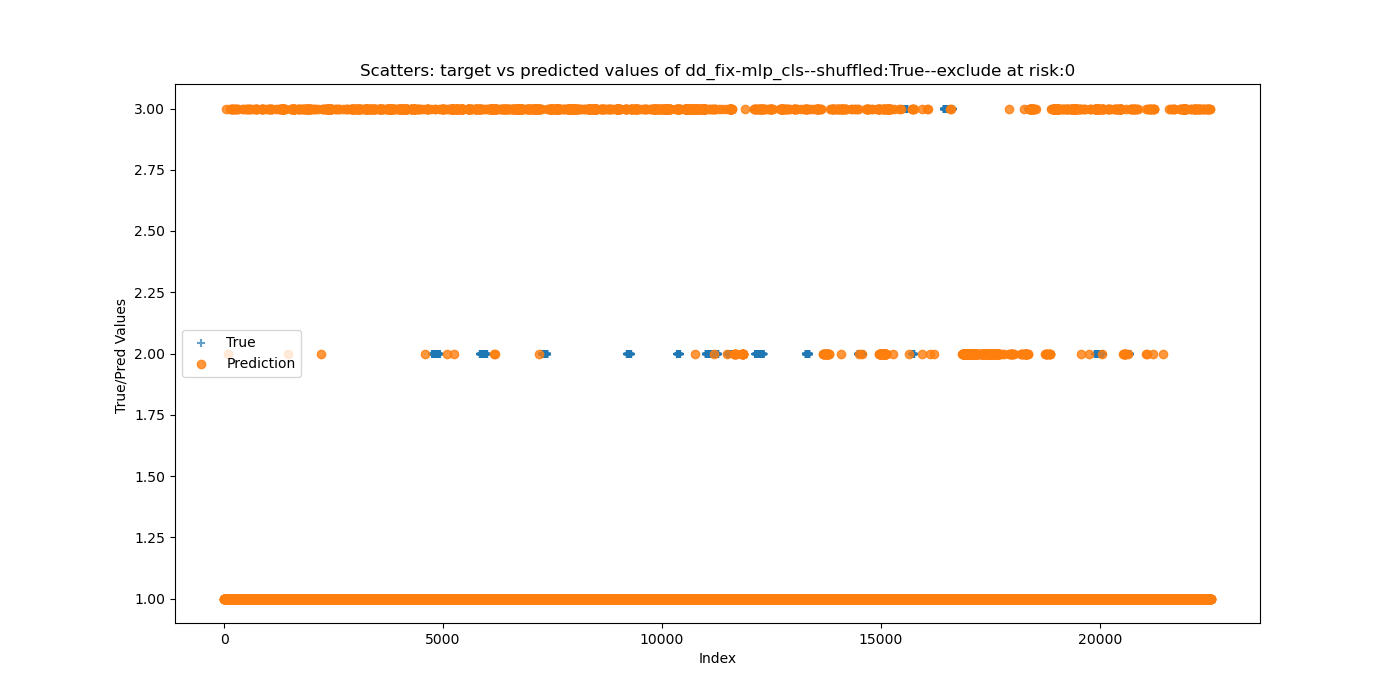 Scatters: target vs predicted values of dd_fix-mlp_cls--shuffled:True--exclude at risk:0
3.00
2.75
2.50
2.25
2.00
1.75
1.50
1.25
1.00
True/Pred Values
True
Prediction
0
5000
10000
15000
20000
Index